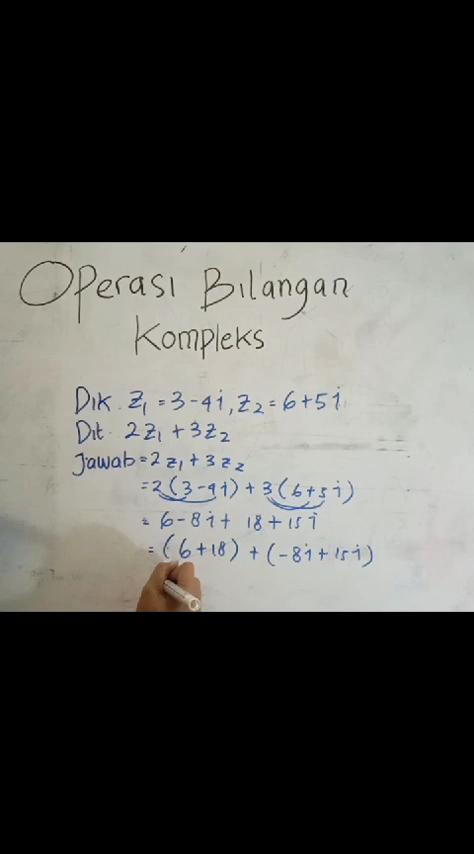 Operasi Bilangan
Kompleks
Dik. z₁ = 3-4i, z₂ = 6+5i
Dit. 2z₁ + 3z₂
Jawab = 2z₁ + 3z₂
= 2(3-4i) + 3(6+5i)
= 6-8i + 18+15i
= (6+18) + (-8i+15i)